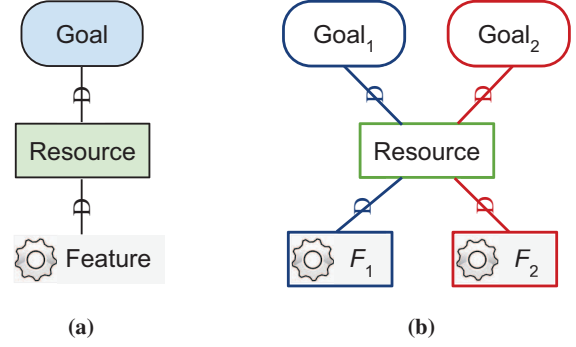 Goal
D
Resource
D
Feature
(a)
Goal₁ Goal₂
D D
Resource
D D
F₁ F₂
(b)